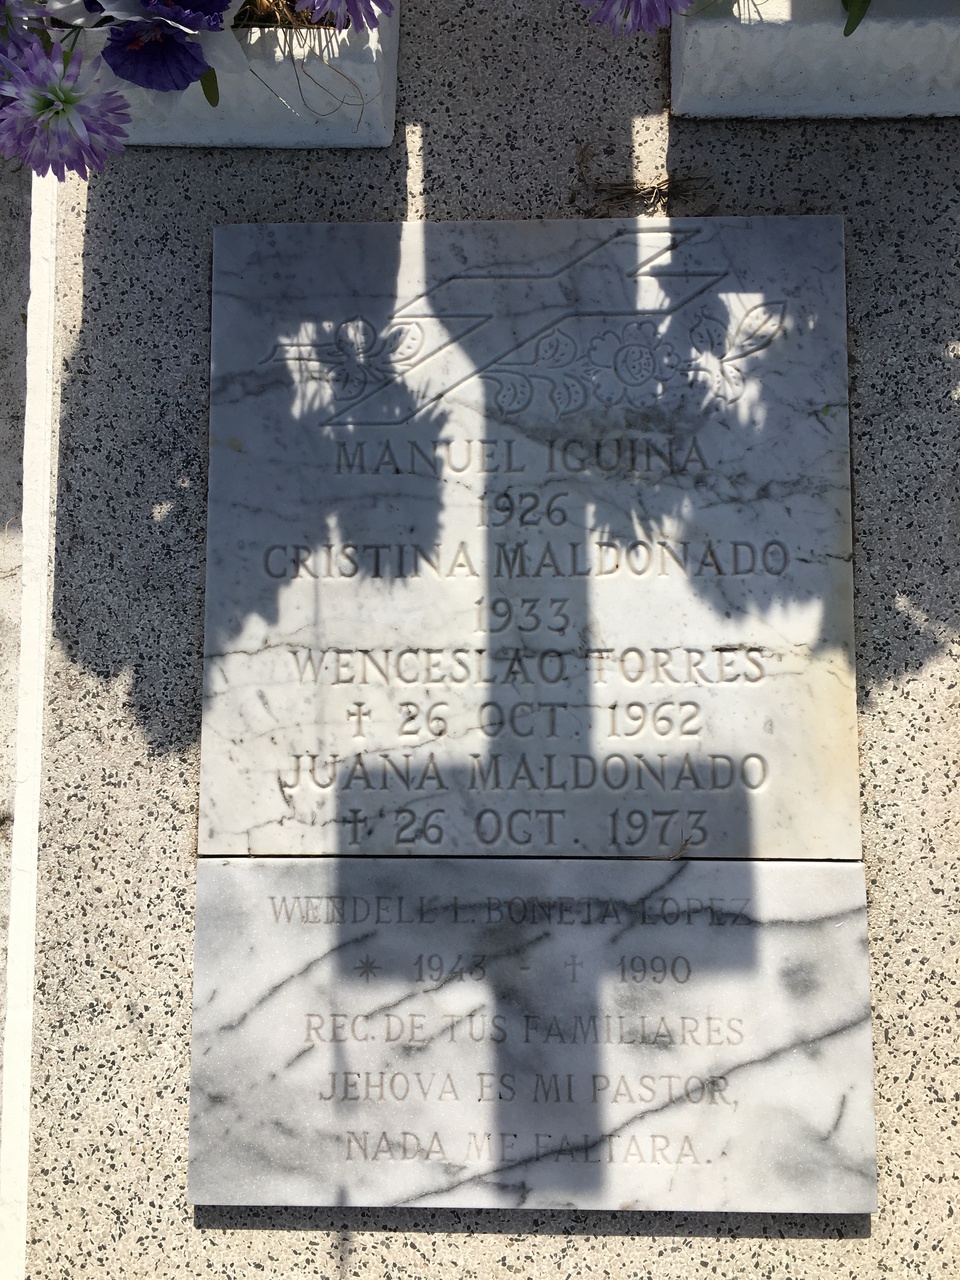 MANUEL IGUINA
1926
CRISTINA MALDONADO
1933
WENCESLAO TORRES
✝ 26 OCT. 1962
JUANA MALDONADO
✝ 26 OCT. 1973
WENDELL L. BONETA LOPEZ
✴ 1943 - ✝ 1990
REC. DE TUS FAMILIARES
JEHOVA ES MI PASTOR,
NADA ME FALTARA.